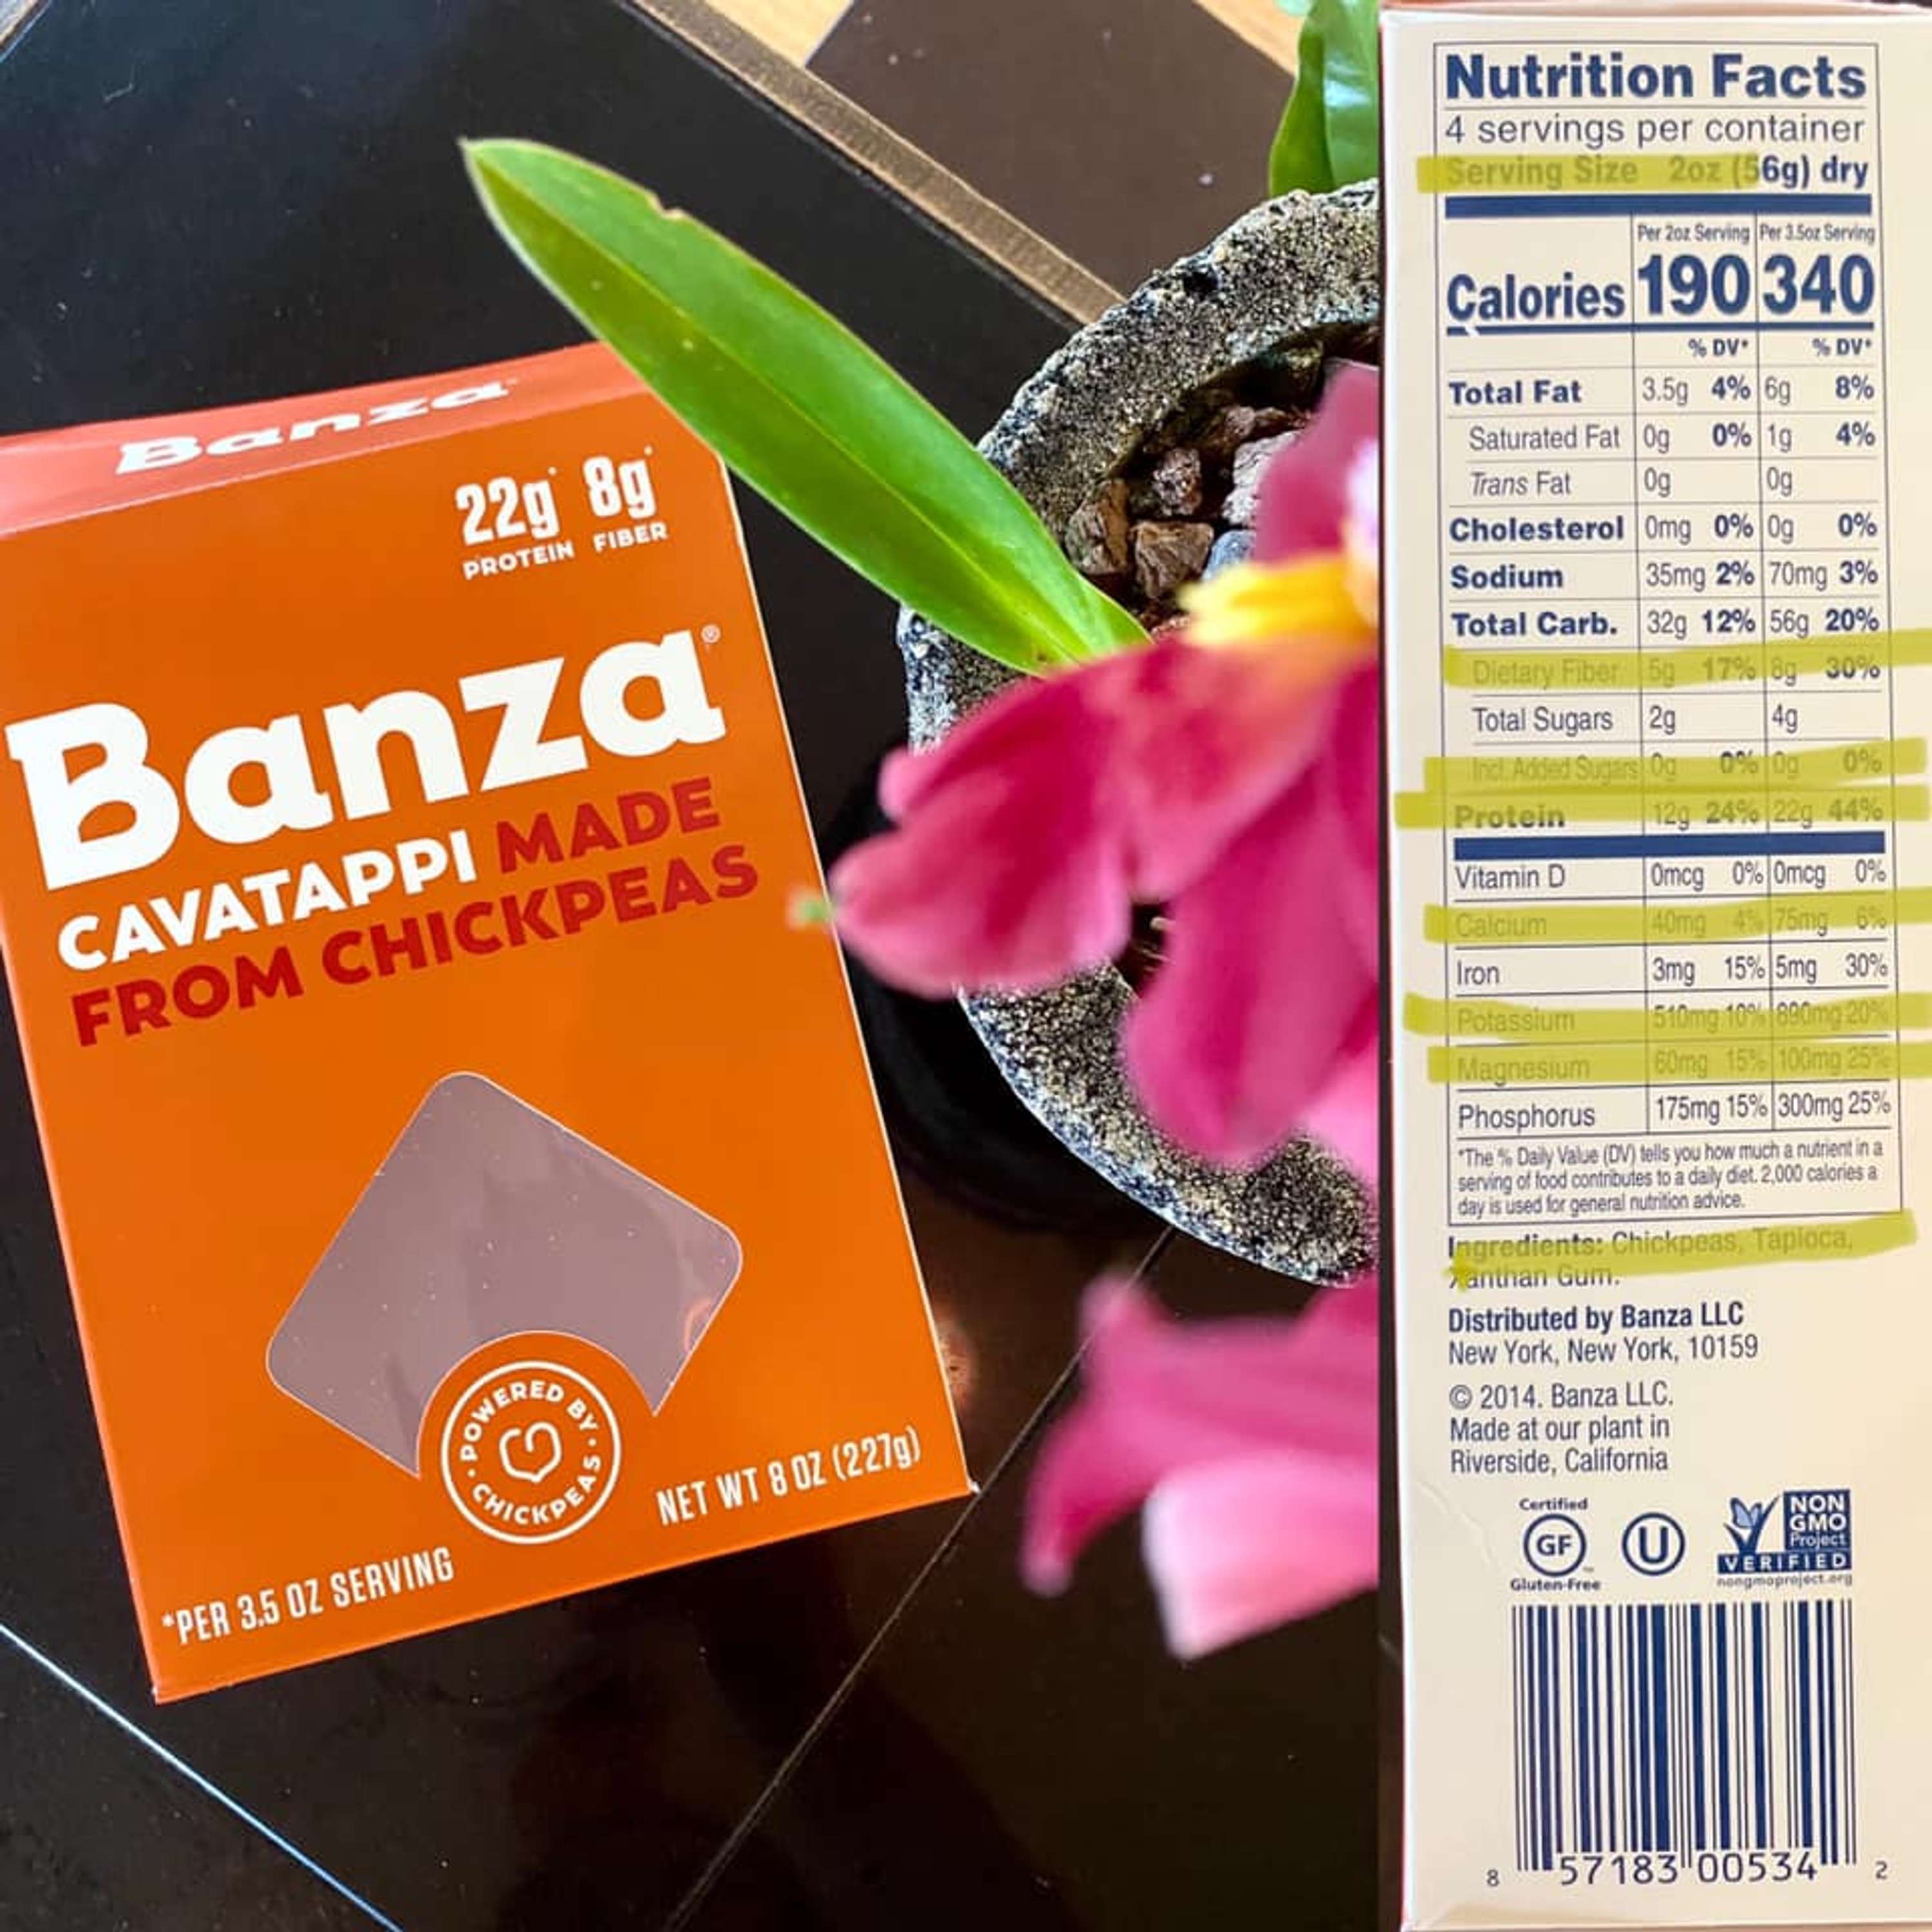 Banza
22g* 8g*
PROTEIN FIBER
Banza®
CAVATAPPI MADE
FROM CHICKPEAS
POWERED BY
CHICKPEAS
NET WT 8 OZ (227g)
*PER 3.5 OZ SERVING
Nutrition Facts
4 servings per container
Serving Size 2oz (56g) dry
Per 2oz Serving Per 3.5oz Serving
Calories 190 340
% DV* % DV*
Total Fat 3.5g 4% 6g 8%
Saturated Fat 0g 0% 1g 4%
Trans Fat 0g 0g
Cholesterol 0mg 0% 0g 0%
Sodium 35mg 2% 70mg 3%
Total Carb. 32g 12% 56g 20%
Dietary Fiber 5g 17% 8g 30%
Total Sugars 2g 4g
Incl. Added Sugars 0g 0% 0g 0%
Protein 12g 24% 22g 44%
Vitamin D 0mcg 0% 0mcg 0%
Calcium 40mg 4% 75mg 6%
Iron 3mg 15% 5mg 30%
Potassium 510mg 10% 890mg 20%
Magnesium 60mg 15% 100mg 25%
Phosphorus 175mg 15% 300mg 25%
*The % Daily Value (DV) tells you how much a nutrient in a
serving of food contributes to a daily diet. 2,000 calories a
day is used for general nutrition advice.
Ingredients: Chickpeas, Tapioca,
Xanthan Gum.
Distributed by Banza LLC
New York, New York, 10159
© 2014. Banza LLC.
Made at our plant in
Riverside, California
Certified
GF
Gluten-Free
U
NON
GMO
Project
VERIFIED
nongmoproject.org
8 57183 00534 2